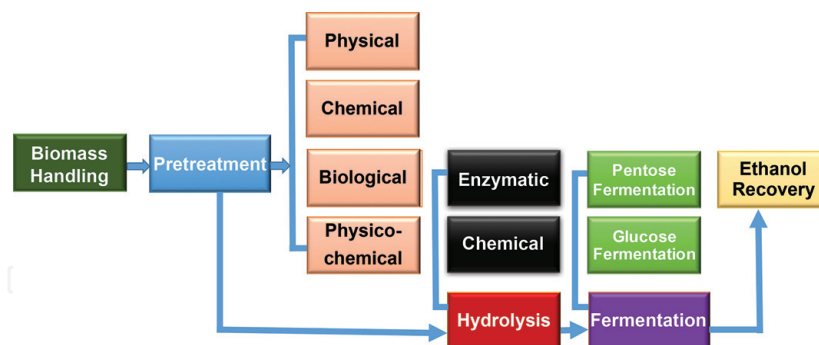 Biomass
Handling
Pretreatment
Physical
Chemical
Biological
Physico-
chemical
Enzymatic
Chemical
Hydrolysis
Pentose
Fermentation
Glucose
Fermentation
Fermentation
Ethanol
Recovery